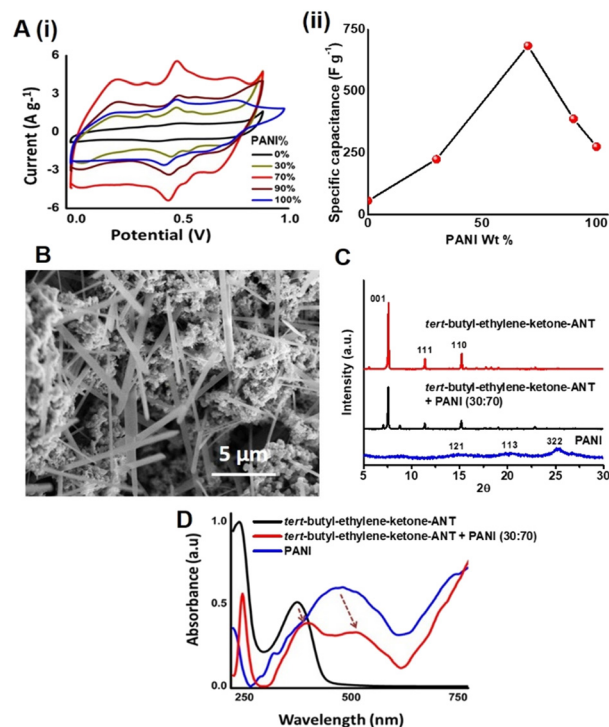 A (i)
6
3
0
-3
-6
Current (A g-1)
PANI%
0%
30%
70%
90%
100%
0.0
0.5
1.0
Potential (V)
(ii)
750
500
250
0
Specific capacitance (F g-1)
0
50
100
PANI Wt %
B
5 µm
C
Intensity (a.u.)
001
111
110
tert-butyl-ethylene-ketone-ANT
tert-butyl-ethylene-ketone-ANT
+ PANI (30:70)
PANI
121
113
322
5
10
15
20
25
30
2θ
D
1.0
0.5
0.0
Absorbance (a.u)
tert-butyl-ethylene-ketone-ANT
tert-butyl-ethylene-ketone-ANT + PANI (30:70)
PANI
250
500
750
Wavelength (nm)